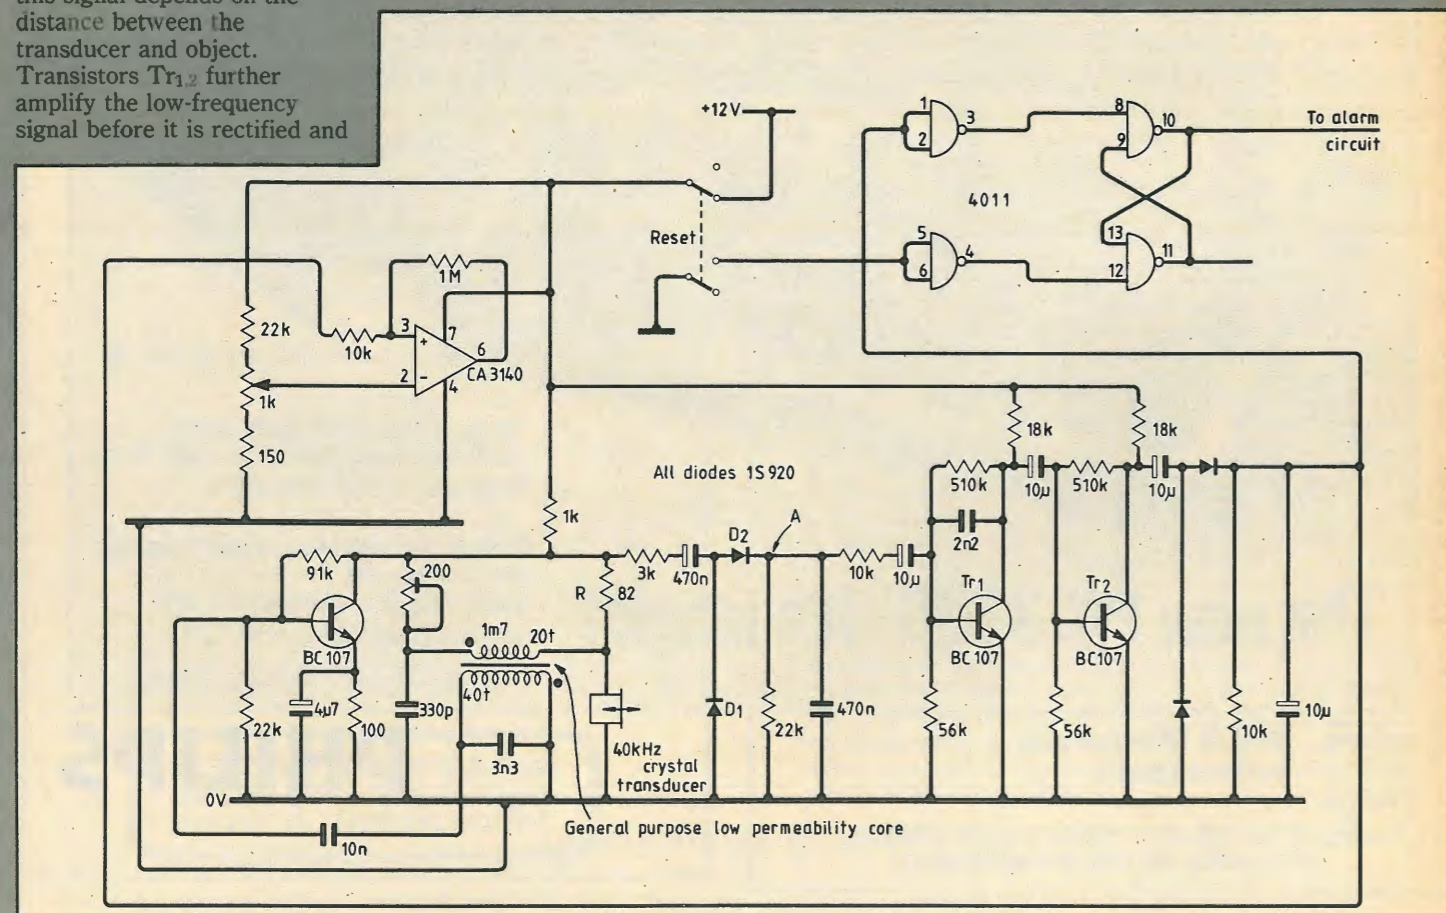 this signal depends on the
distance between the
transducer and object.
Transistors Tr1,2 further
amplify the low-frequency
signal before it is rectified and
+12V
1
2
3
8
9
10
To alarm
circuit
4011
Reset
5
6
4
13
12
11
1M
22k
10k
3
+
7
6
2
−
4
CA3140
1k
150
18k
18k
All diodes 1S920
510k
10µ
510k
10µ
1k
A
D2
2n2
91k
200
3k
470n
10k
10µ
R
82
Tr1
Tr2
1m7
20t
BC107
BC107
BC107
40t
4µ7
330p
D1
470n
10µ
22k
100
22k
56k
56k
10k
3n3
40kHz
crystal
transducer
0V
General purpose low permeability core
10n